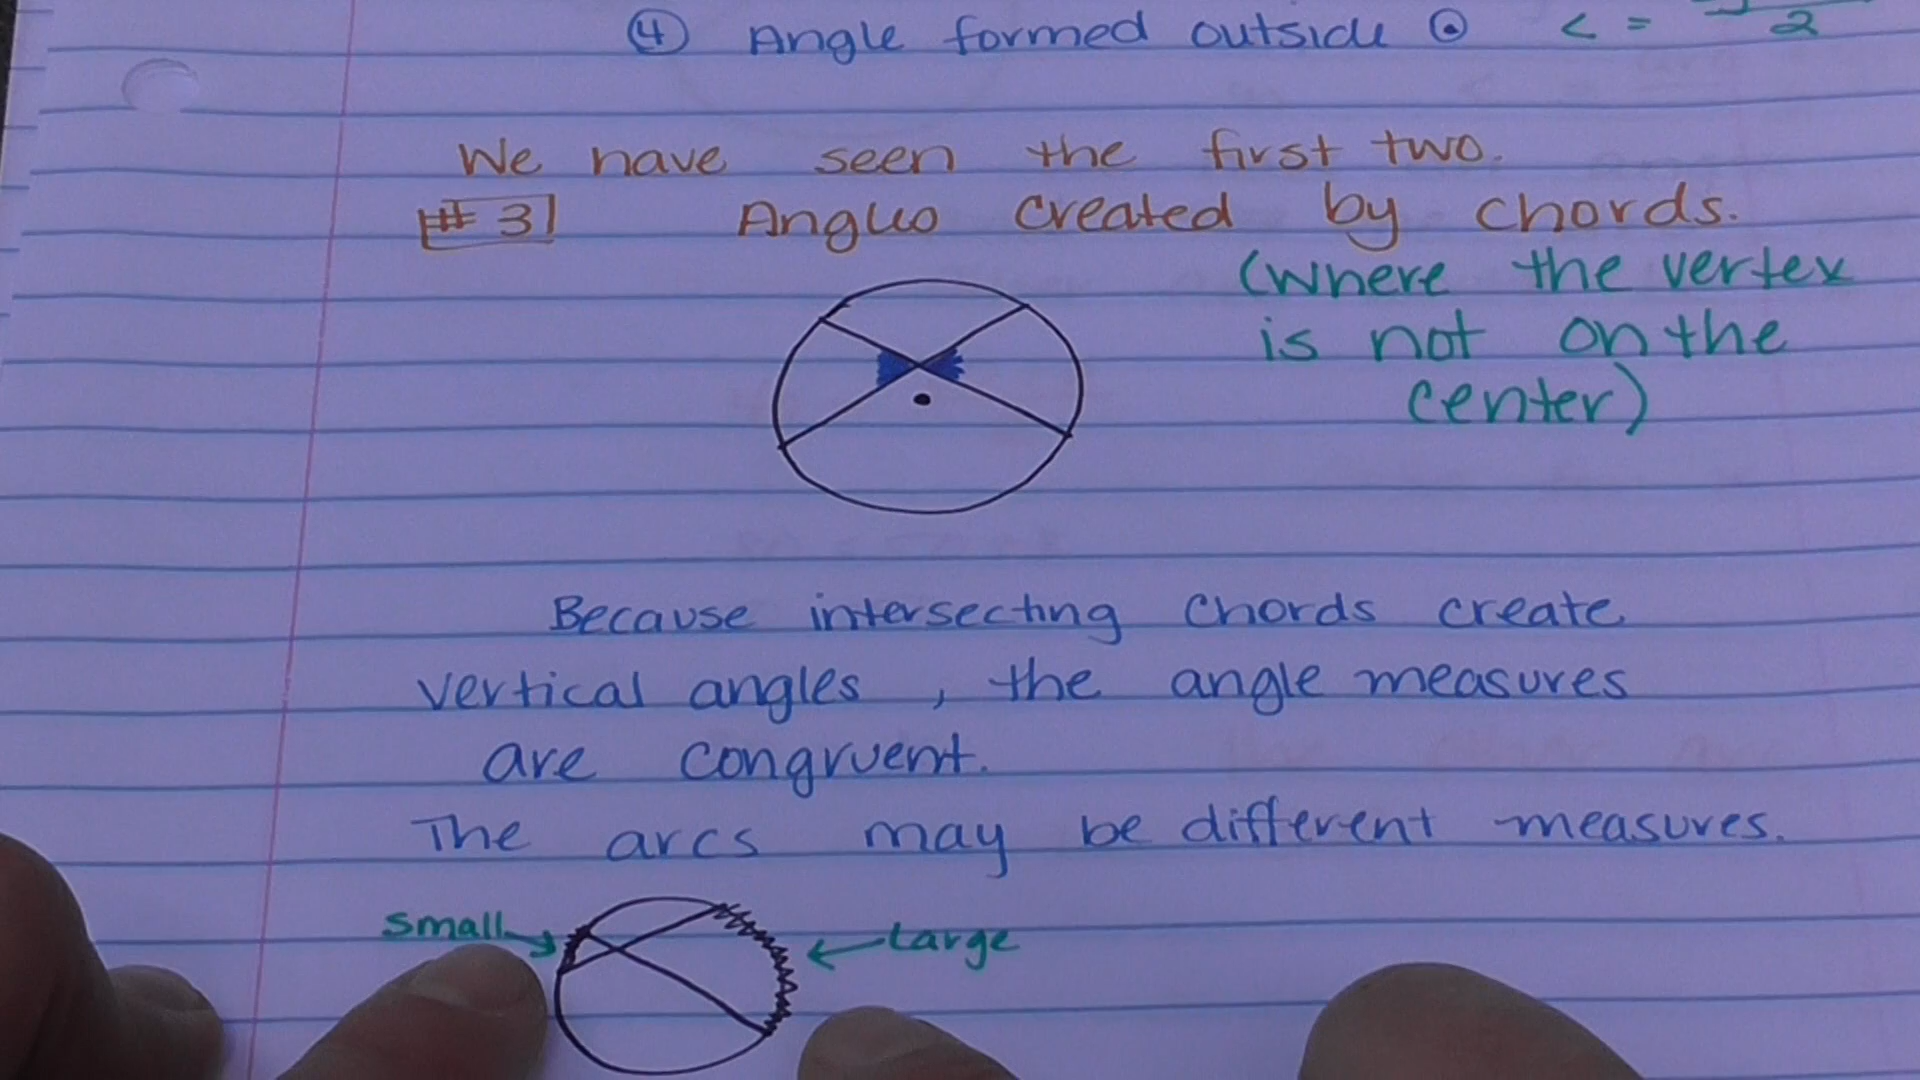 ④ Angle formed outside ⊙ < = 2
We have seen the first two.
#3 Angles created by chords.
(where the vertex
is not on the
center)
Because intersecting chords create
vertical angles, the angle measures
are congruent.
The arcs may be different measures.
small
Large